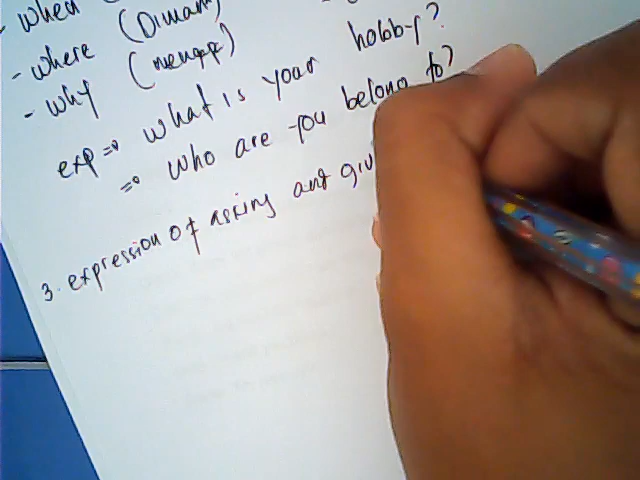 - when (
- where (Dimana)
- why (mengapa)
exp => what is your hobby?
=> who are you belong to?
3. expression of asking and giv